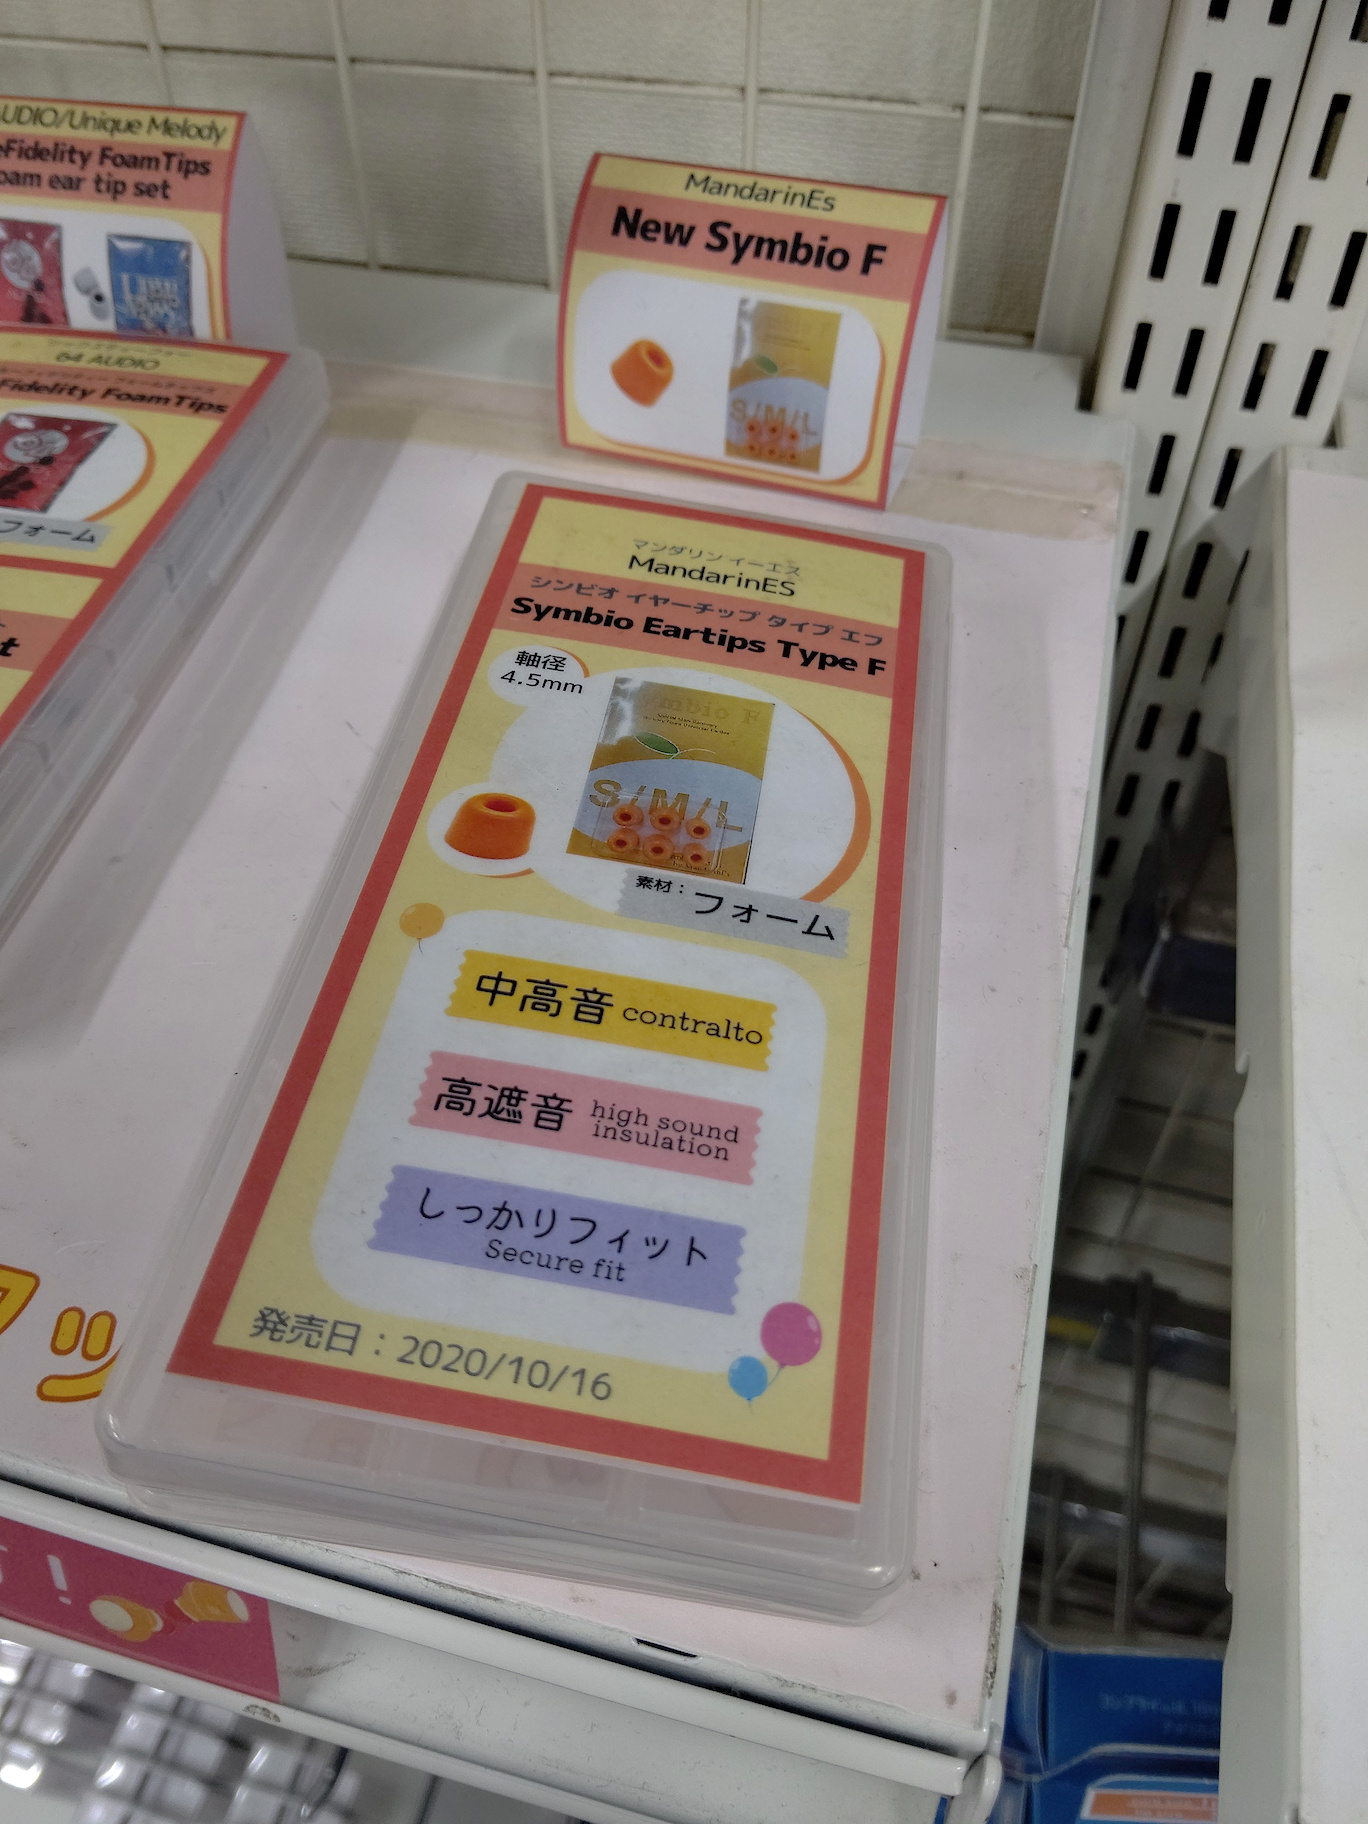 AUDIO/Unique Melody
eFidelity FoamTips
oam ear tip set
64 AUDIO
Fidelity FoamTips
フォーム
t
MandarinEs
New Symbio F
S/M/L
マンダリン イーエス
MandarinES
シンビオ イヤーチップ タイプ エフ
Symbio Eartips Type F
軸径
4.5mm
Symbio F
S/M/L
素材：フォーム
中高音 contralto
高遮音 high sound
insulation
しっかりフィット
Secure fit
発売日：2020/10/16
ッ
！